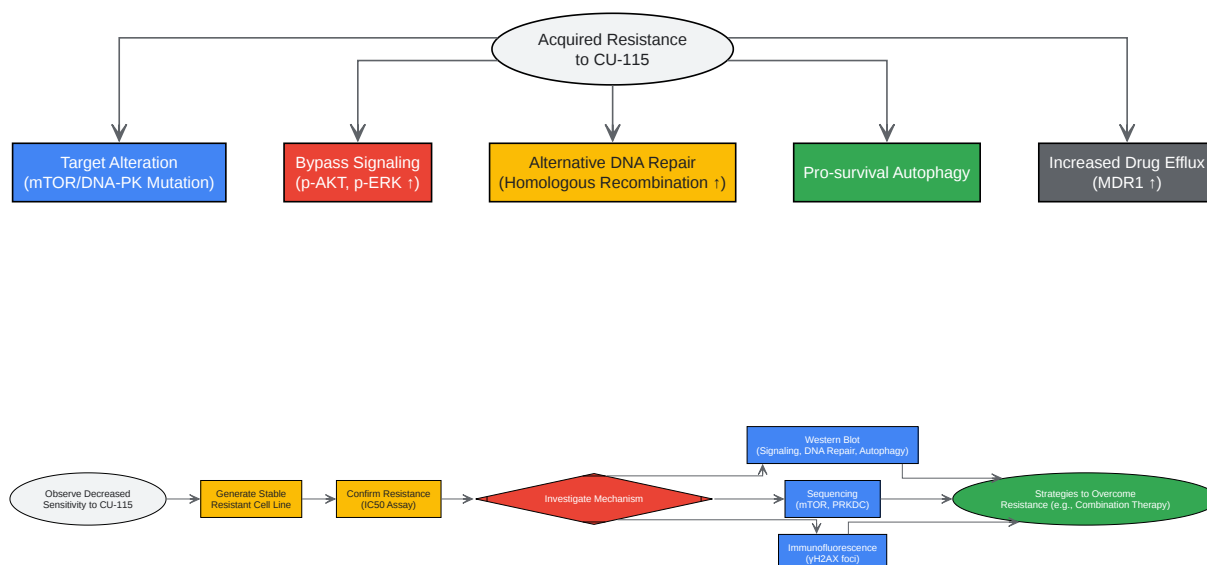 Acquired Resistance
to CU-115
Target Alteration
(mTOR/DNA-PK Mutation)
Bypass Signaling
(p-AKT, p-ERK ↑)
Alternative DNA Repair
(Homologous Recombination ↑)
Pro-survival Autophagy
Increased Drug Efflux
(MDR1 ↑)
Observe Decreased
Sensitivity to CU-115
Generate Stable
Resistant Cell Line
Confirm Resistance
(IC50 Assay)
Investigate Mechanism
Western Blot
(Signaling, DNA Repair, Autophagy)
Sequencing
(mTOR, PRKDC)
Immunofluorescence
(γH2AX foci)
Strategies to Overcome
Resistance (e.g., Combination Therapy)